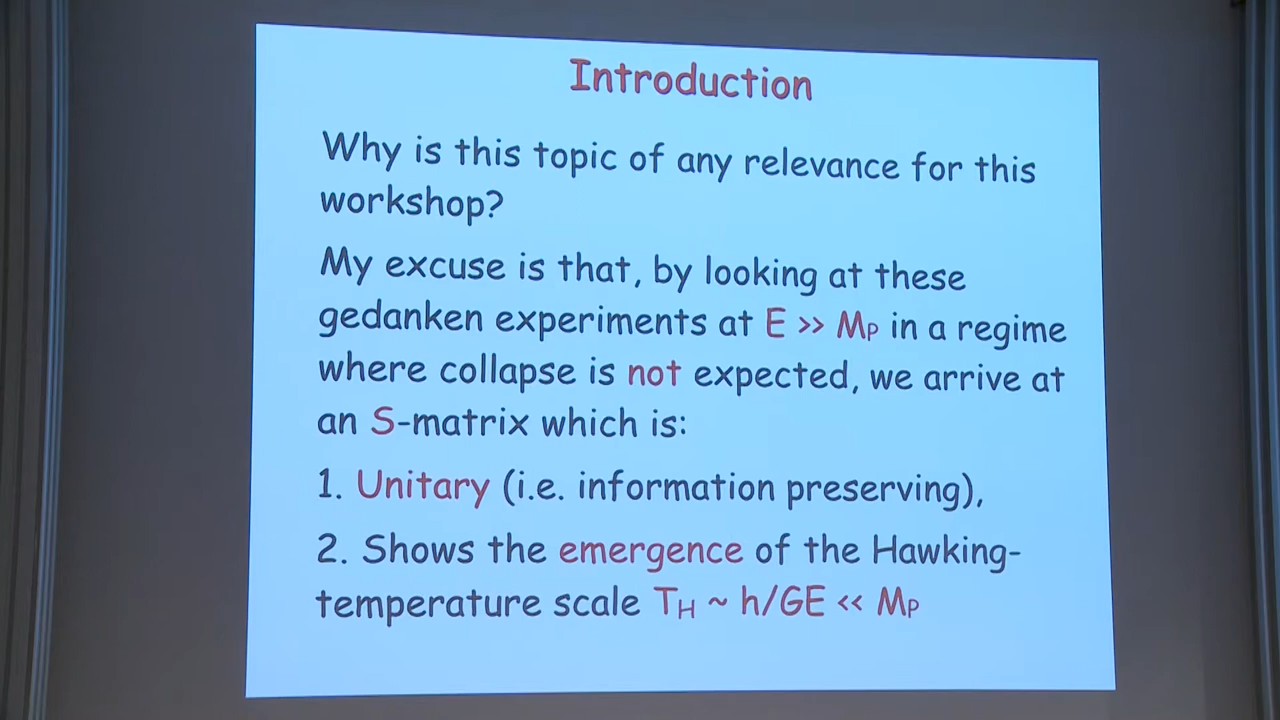 Introduction
Why is this topic of any relevance for this
workshop?
My excuse is that, by looking at these
gedanken experiments at E >> MP in a regime
where collapse is not expected, we arrive at
an S-matrix which is:
1. Unitary (i.e. information preserving),
2. Shows the emergence of the Hawking-
temperature scale TH ~ h/GE << MP